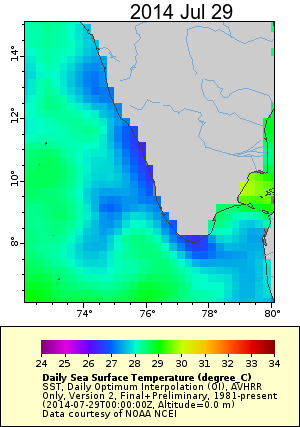 2014 Jul 29
14°
12°
10°
8°
74° 76° 78° 80°
24 25 26 27 28 29 30 31 32 33 34
Daily Sea Surface Temperature (degree_C)
SST, Daily Optimum Interpolation (OI), AVHRR
Only, Version 2, Final+Preliminary, 1981-present
(2014-07-29T00:00:00Z, Altitude=0.0 m)
Data courtesy of NOAA NCEI